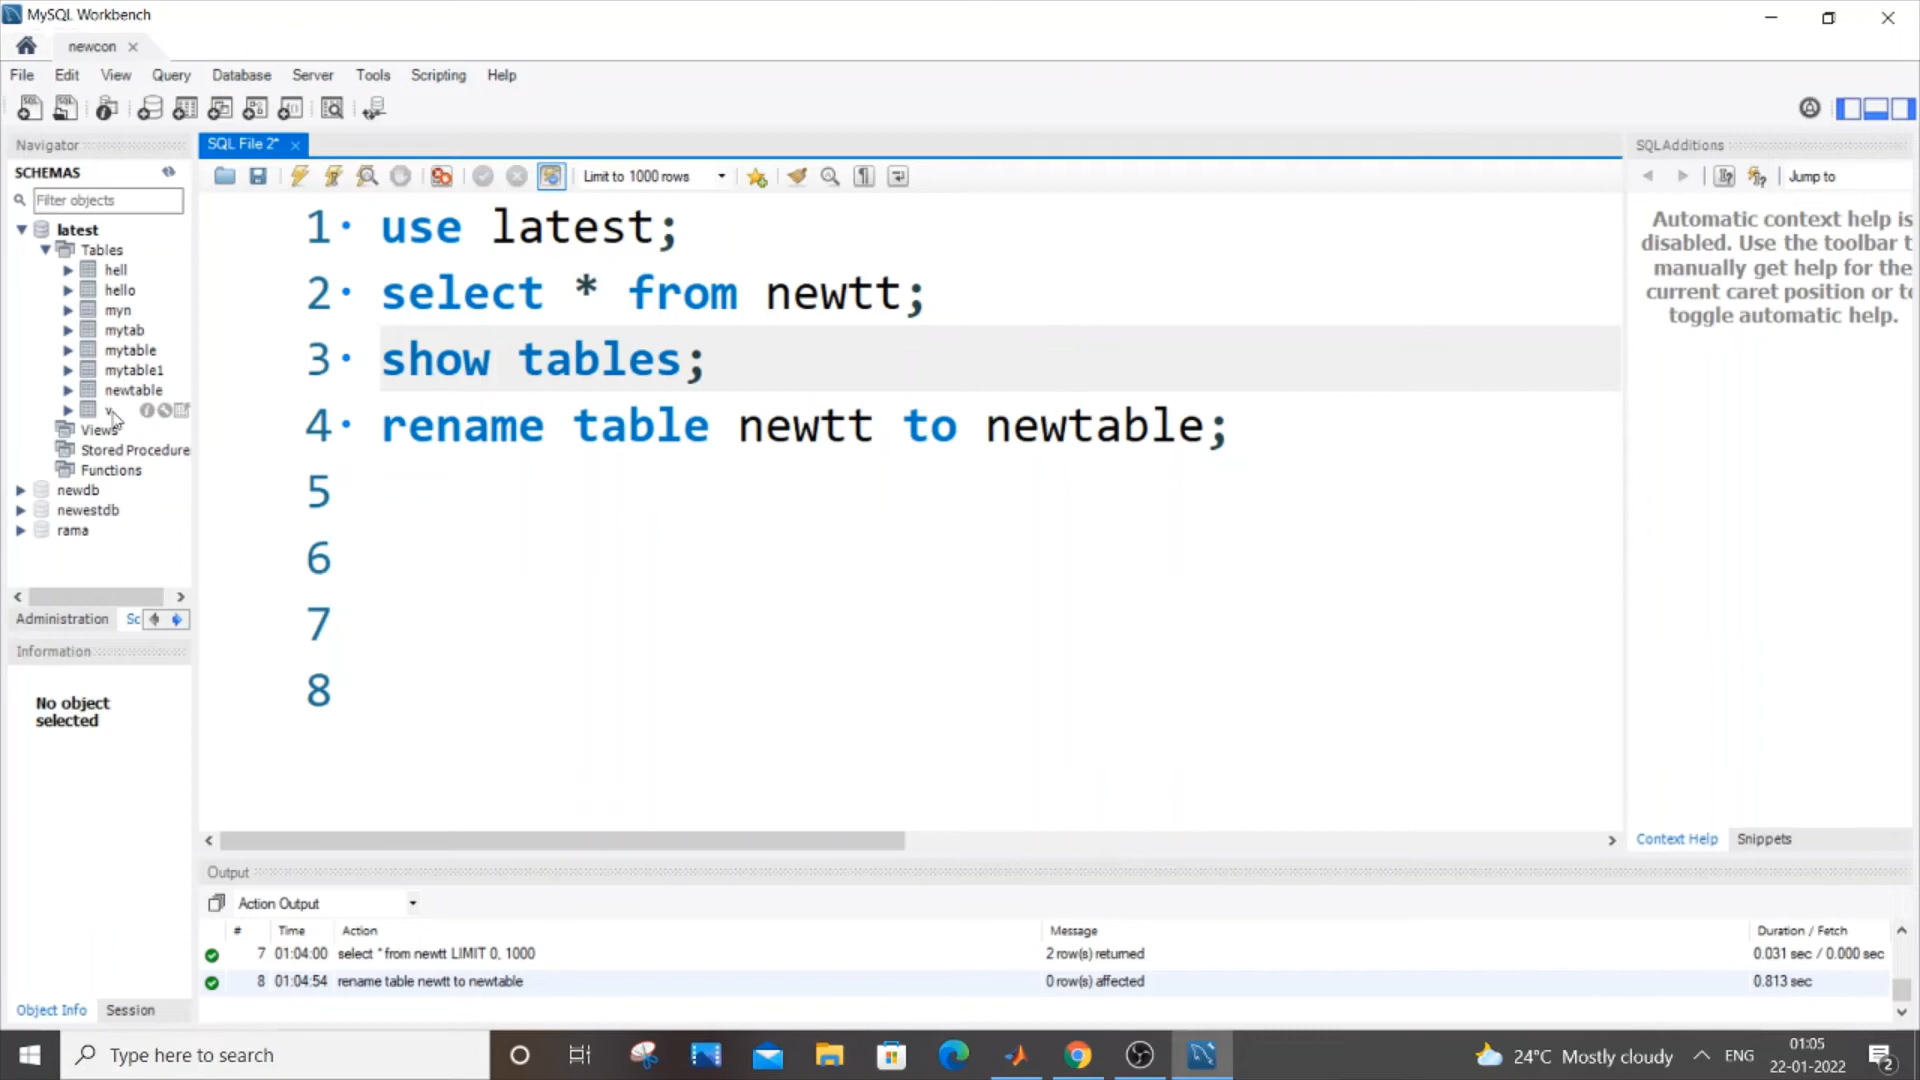 MySQL Workbench
newcon
File Edit View Query Database Server Tools Scripting Help
Navigator
SCHEMAS
Filter objects
latest
Tables
hell
hello
myn
mytab
mytable
mytable1
newtable
v
Views
Stored Procedure
Functions
newdb
newestdb
rama
Administration Sc
Information
No object
selected
Object Info Session
SQL File 2*
Limit to 1000 rows
1 use latest;
2 select * from newtt;
3 show tables;
4 rename table newtt to newtable;
5
6
7
8
SQLAdditions
Jump to
Automatic context help is
disabled. Use the toolbar t
manually get help for the
current caret position or to
toggle automatic help.
Context Help Snippets
Output
Action Output
# Time Action Message Duration / Fetch
7 01:04:00 select * from newtt LIMIT 0, 1000 2 row(s) returned 0.031 sec / 0.000 sec
8 01:04:54 rename table newtt to newtable 0 row(s) affected 0.813 sec
Type here to search
24°C Mostly cloudy
ENG
01:05
22-01-2022
2